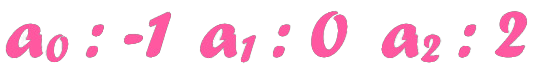 a₀ : -1 a₁ : 0 a₂ : 2